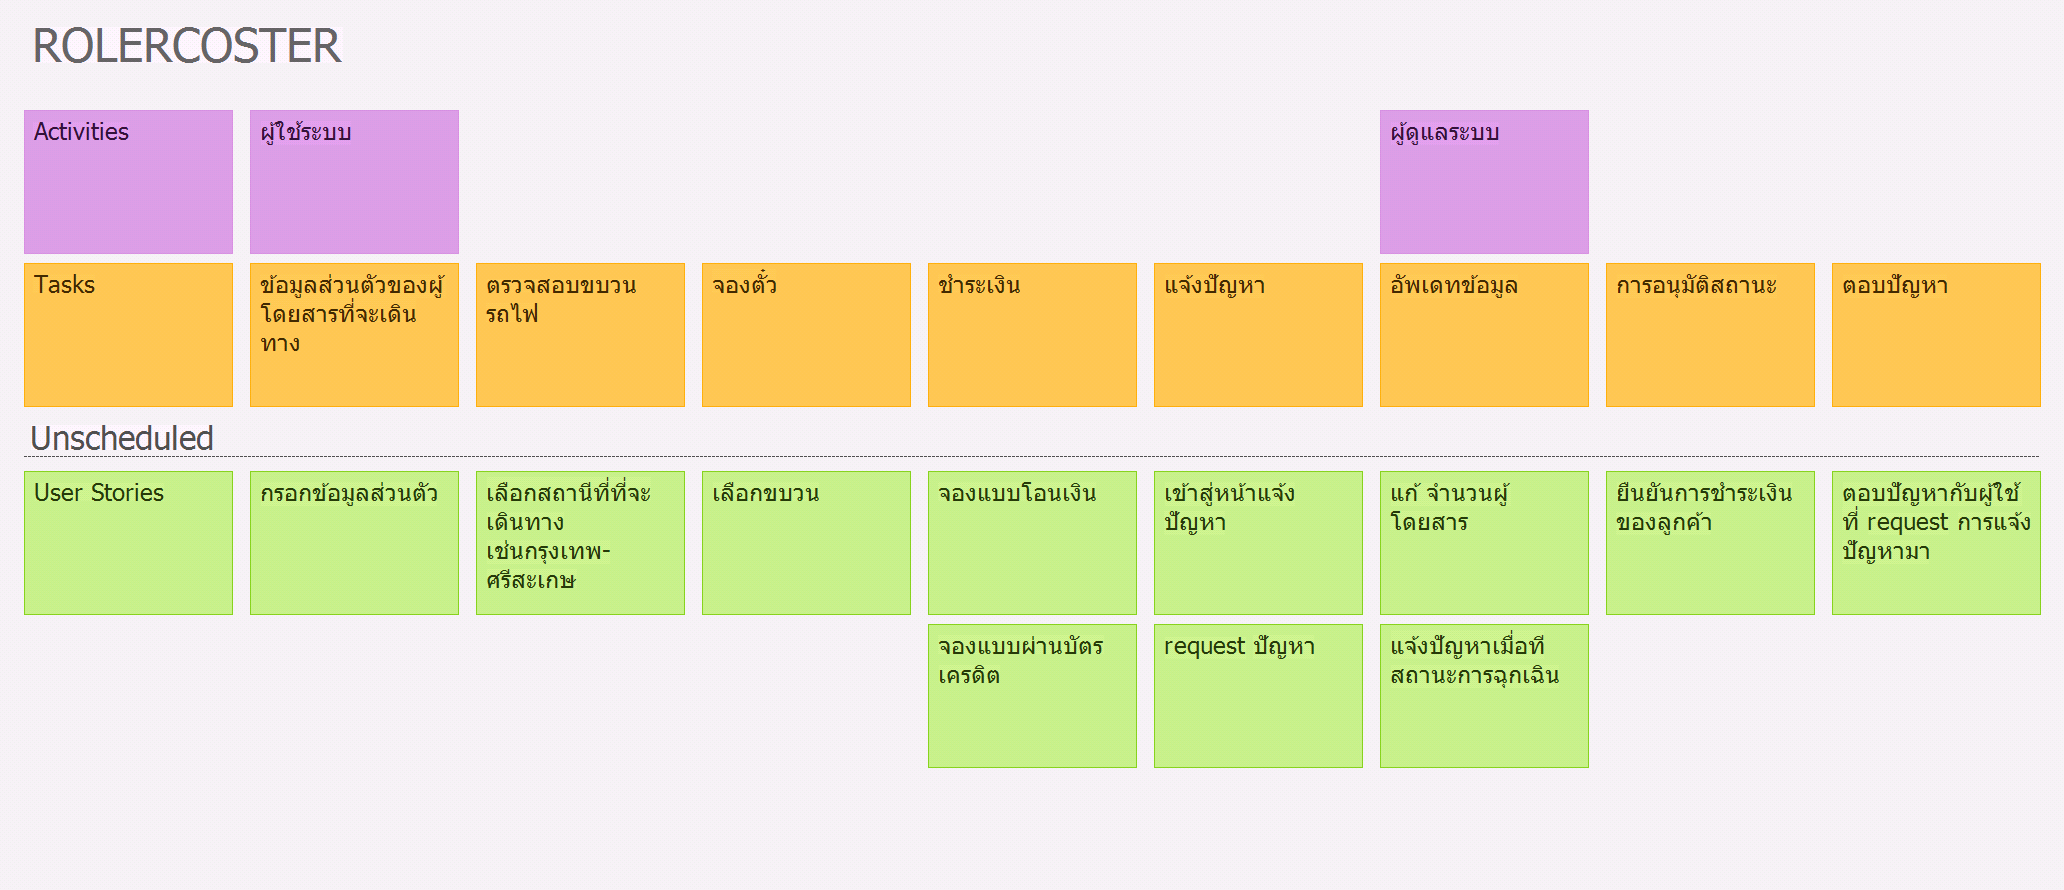 ROLERCOSTER
Activities
ผู้ใช้ระบบ
ผู้ดูแลระบบ
Tasks
ข้อมูลส่วนตัวของผู้
โดยสารที่จะเดิน
ทาง
ตรวจสอบขบวน
รถไฟ
จองตั๋ว
ชำระเงิน
แจ้งปัญหา
อัพเดทข้อมูล
การอนุมัติสถานะ
ตอบปัญหา
Unscheduled
User Stories
กรอกข้อมูลส่วนตัว
เลือกสถานีที่ที่จะ
เดินทาง
เช่นกรุงเทพ-
ศรีสะเกษ
เลือกขบวน
จองแบบโอนเงิน
เข้าสู่หน้าแจ้ง
ปัญหา
แก้ จำนวนผู้
โดยสาร
ยืนยันการชำระเงิน
ของลูกค้า
ตอบปัญหากับผู้ใช้
ที่ request การแจ้ง
ปัญหามา
จองแบบผ่านบัตร
เครดิต
request ปัญหา
แจ้งปัญหาเมื่อที
สถานะการฉุกเฉิน